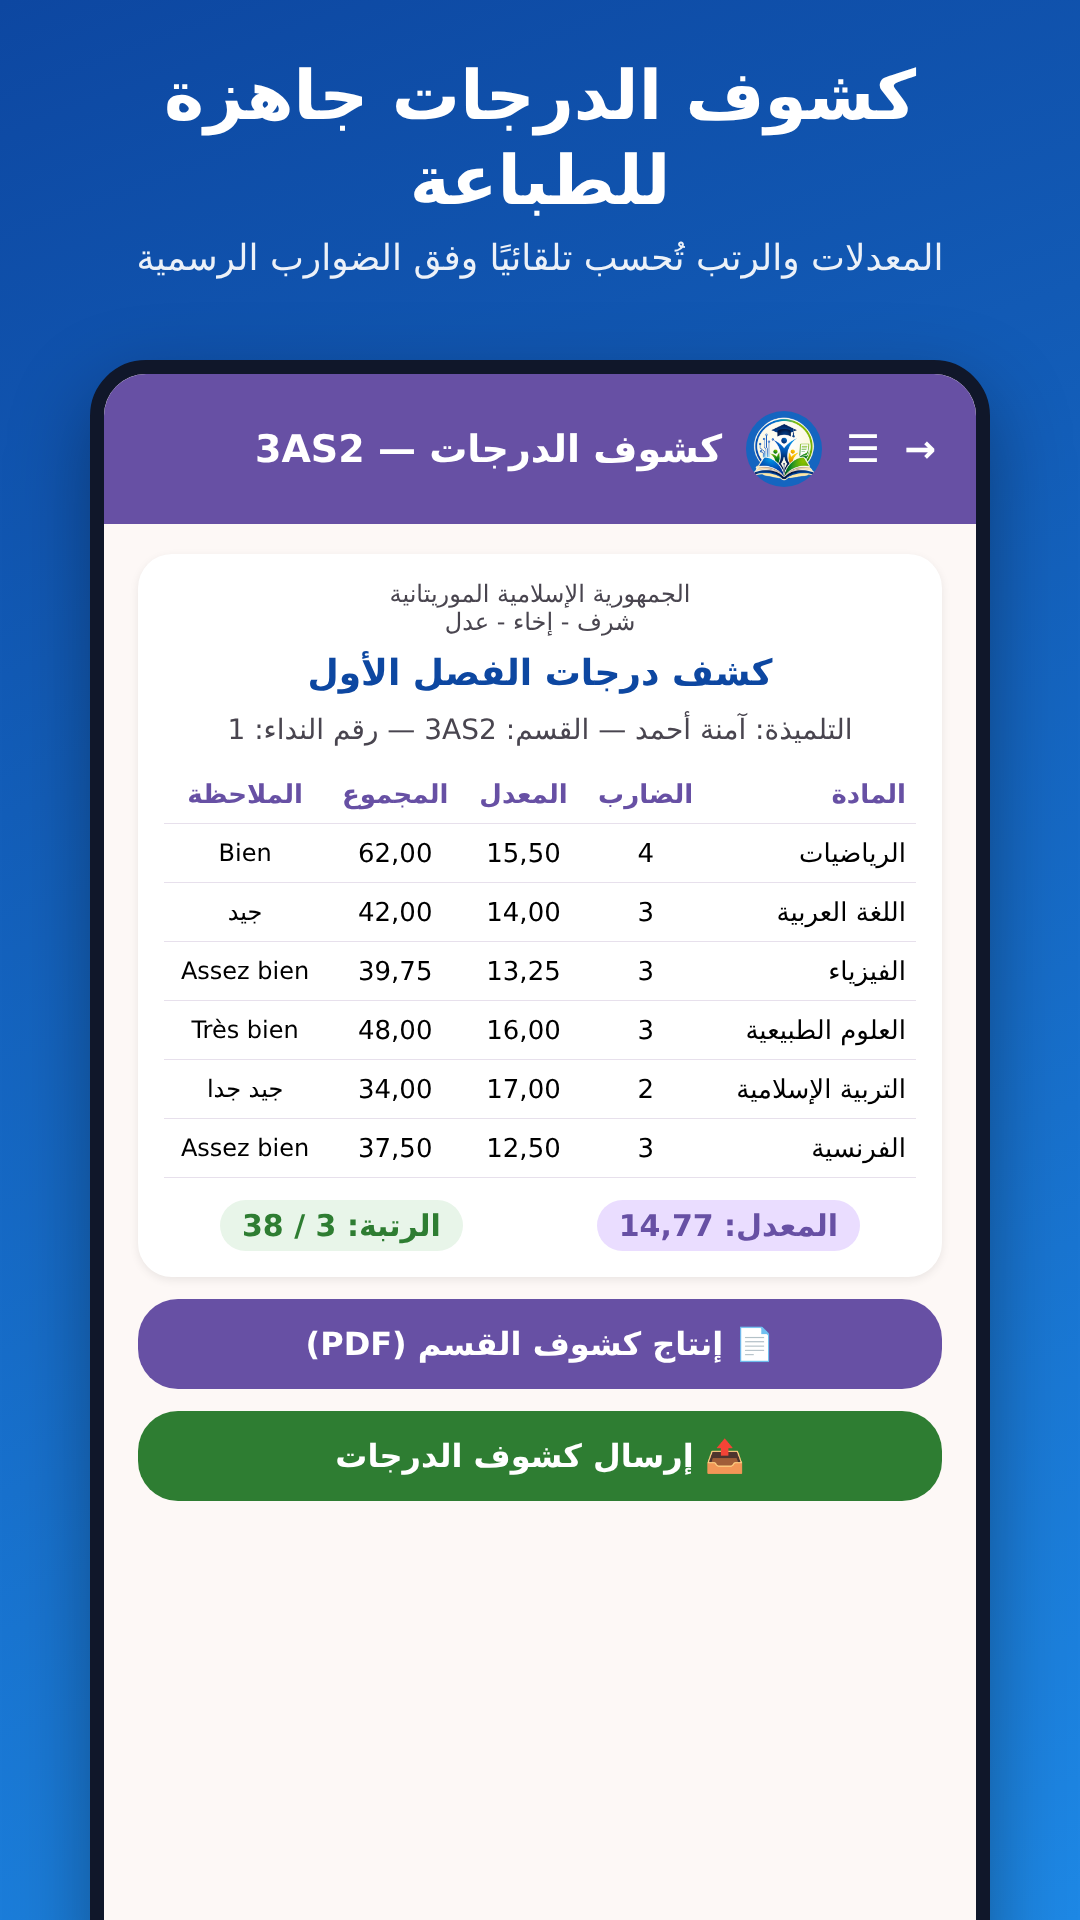 كشوف الدرجات جاهزة
للطباعة
المعدلات والرتب تُحسب تلقائيًا وفق الضوارب الرسمية
→ ☰ كشوف الدرجات — 3AS2
الجمهورية الإسلامية الموريتانية
شرف - إخاء - عدل
كشف درجات الفصل الأول
التلميذة: آمنة أحمد — القسم: 3AS2 — رقم النداء: 1
المادة الضارب المعدل المجموع الملاحظة
الرياضيات 4 15,50 62,00 Bien
اللغة العربية 3 14,00 42,00 جيد
الفيزياء 3 13,25 39,75 Assez bien
العلوم الطبيعية 3 16,00 48,00 Très bien
التربية الإسلامية 2 17,00 34,00 جيد جدا
الفرنسية 3 12,50 37,50 Assez bien
المعدل: 14,77 الرتبة: 3 / 38
📄 إنتاج كشوف القسم (PDF)
📤 إرسال كشوف الدرجات